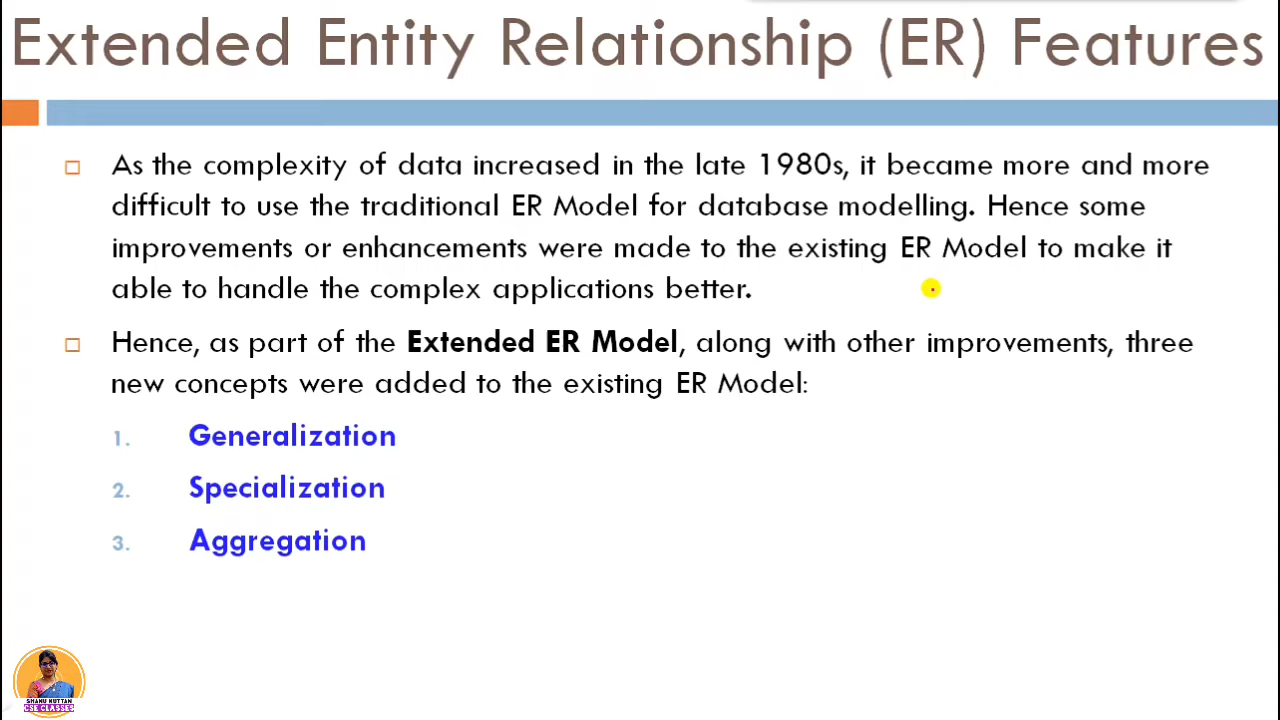 Extended Entity Relationship (ER) Features
As the complexity of data increased in the late 1980s, it became more and more
difficult to use the traditional ER Model for database modelling. Hence some
improvements or enhancements were made to the existing ER Model to make it
able to handle the complex applications better.
Hence, as part of the Extended ER Model, along with other improvements, three
new concepts were added to the existing ER Model:
1. Generalization
2. Specialization
3. Aggregation
SHANU KUTTAN
CSE CLASSES